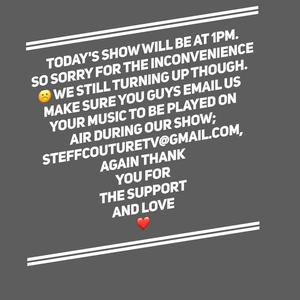 TODAY'S SHOW WILL BE AT 1PM.
SO SORRY FOR THE INCONVENIENCE
😕 WE STILL TURNING UP THOUGH.
MAKE SURE YOU GUYS EMAIL US
YOUR MUSIC TO BE PLAYED ON
AIR DURING OUR SHOW;
STEFFCOUTURETV@GMAIL.COM,
AGAIN THANK
YOU FOR
THE SUPPORT
AND LOVE
❤️